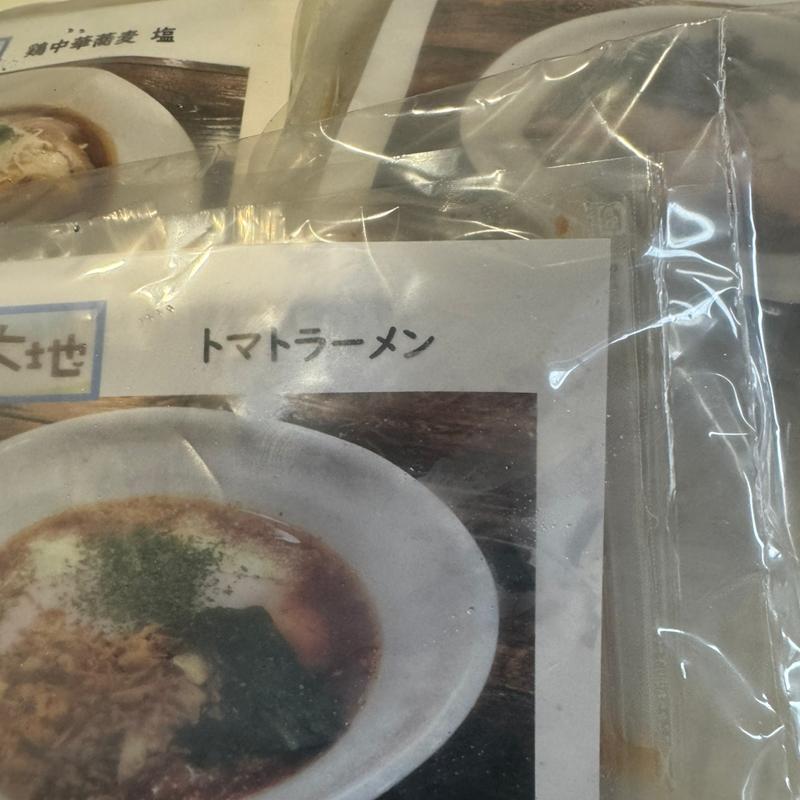 鶏中華蕎麦 塩
大地
トマトラーメン